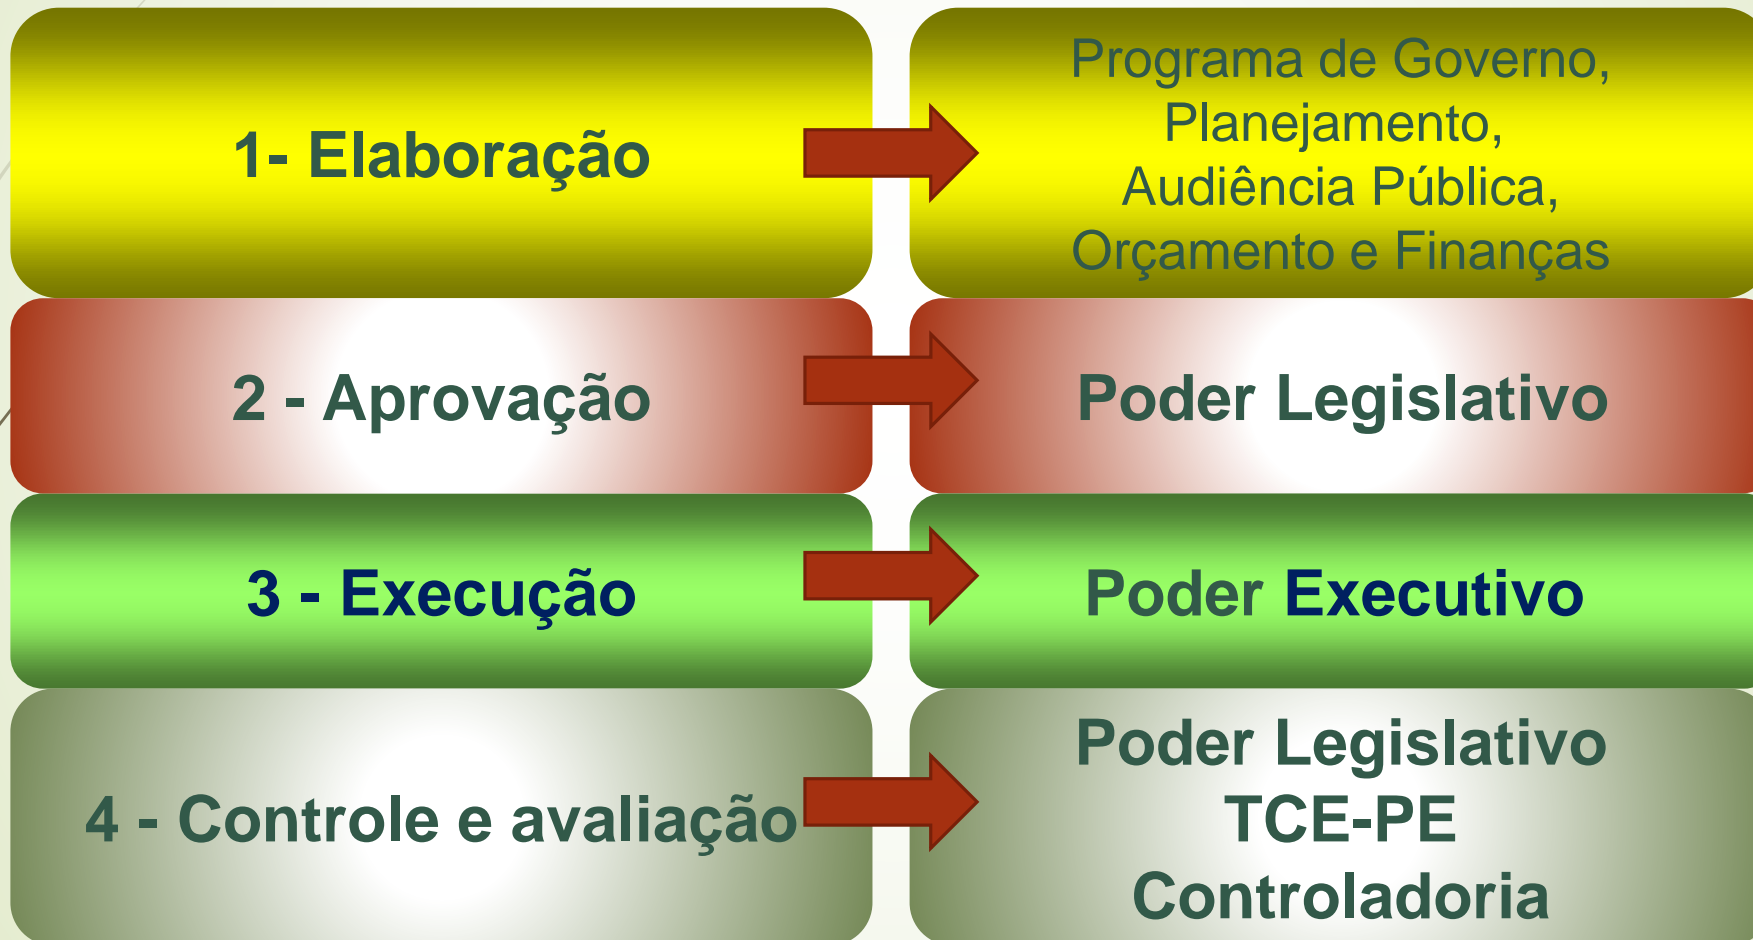 1- Elaboração
Programa de Governo,
Planejamento,
Audiência Pública,
Orçamento e Finanças
2 - Aprovação
Poder Legislativo
3 - Execução
Poder Executivo
4 - Controle e avaliação
Poder Legislativo
TCE-PE
Controladoria